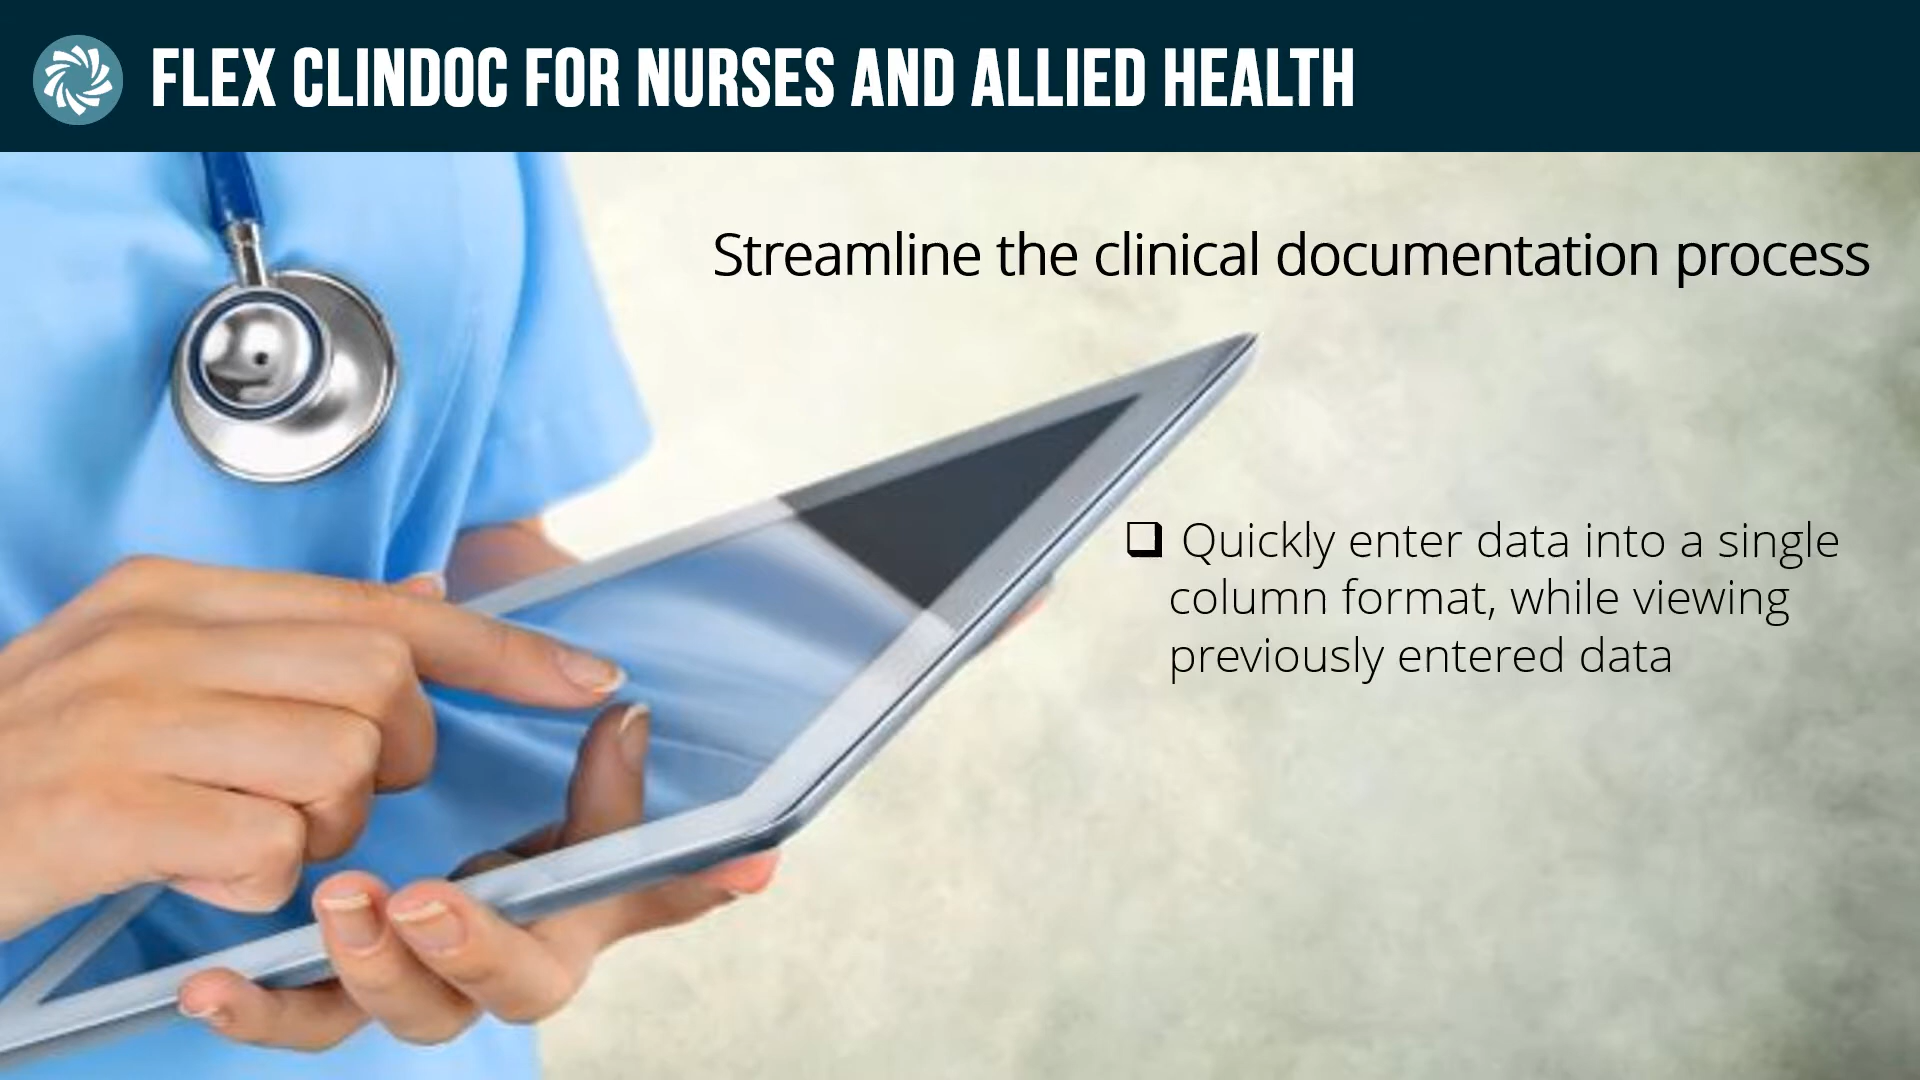 FLEX CLINDOC FOR NURSES AND ALLIED HEALTH
Streamline the clinical documentation process
❑ Quickly enter data into a single
column format, while viewing
previously entered data